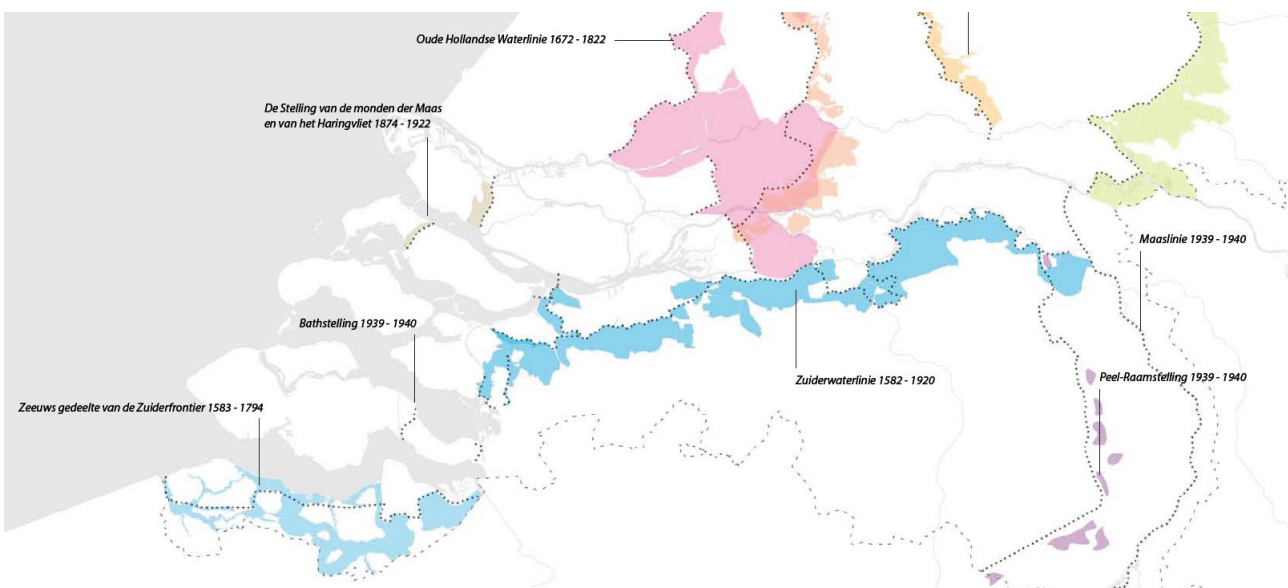 Oude Hollandse Waterlinie 1672 - 1822
De Stelling van de monden der Maas
en van het Haringvliet 1874 - 1922
Maaslinie 1939 - 1940
Bathstelling 1939 - 1940
Zuiderwaterlinie 1582 - 1920
Peel-Raamstelling 1939 - 1940
Zeeuws gedeelte van de Zuiderfrontier 1583 - 1794